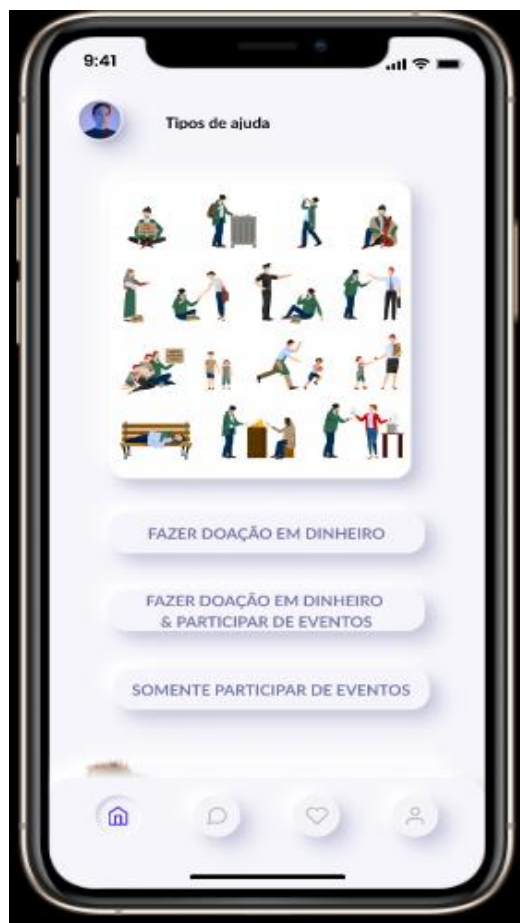 9:41
Tipos de ajuda
FAZER DOAÇÃO EM DINHEIRO
FAZER DOAÇÃO EM DINHEIRO
& PARTICIPAR DE EVENTOS
SOMENTE PARTICIPAR DE EVENTOS